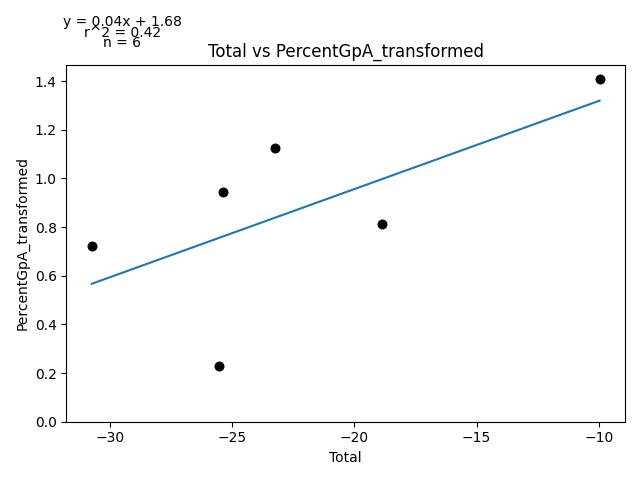 y = 0.04x + 1.68
r^2 = 0.42
n = 6
Total vs PercentGpA_transformed
1.4
1.2
1.0
0.8
0.6
0.4
0.2
0.0
PercentGpA_transformed
−30
−25
−20
−15
−10
Total